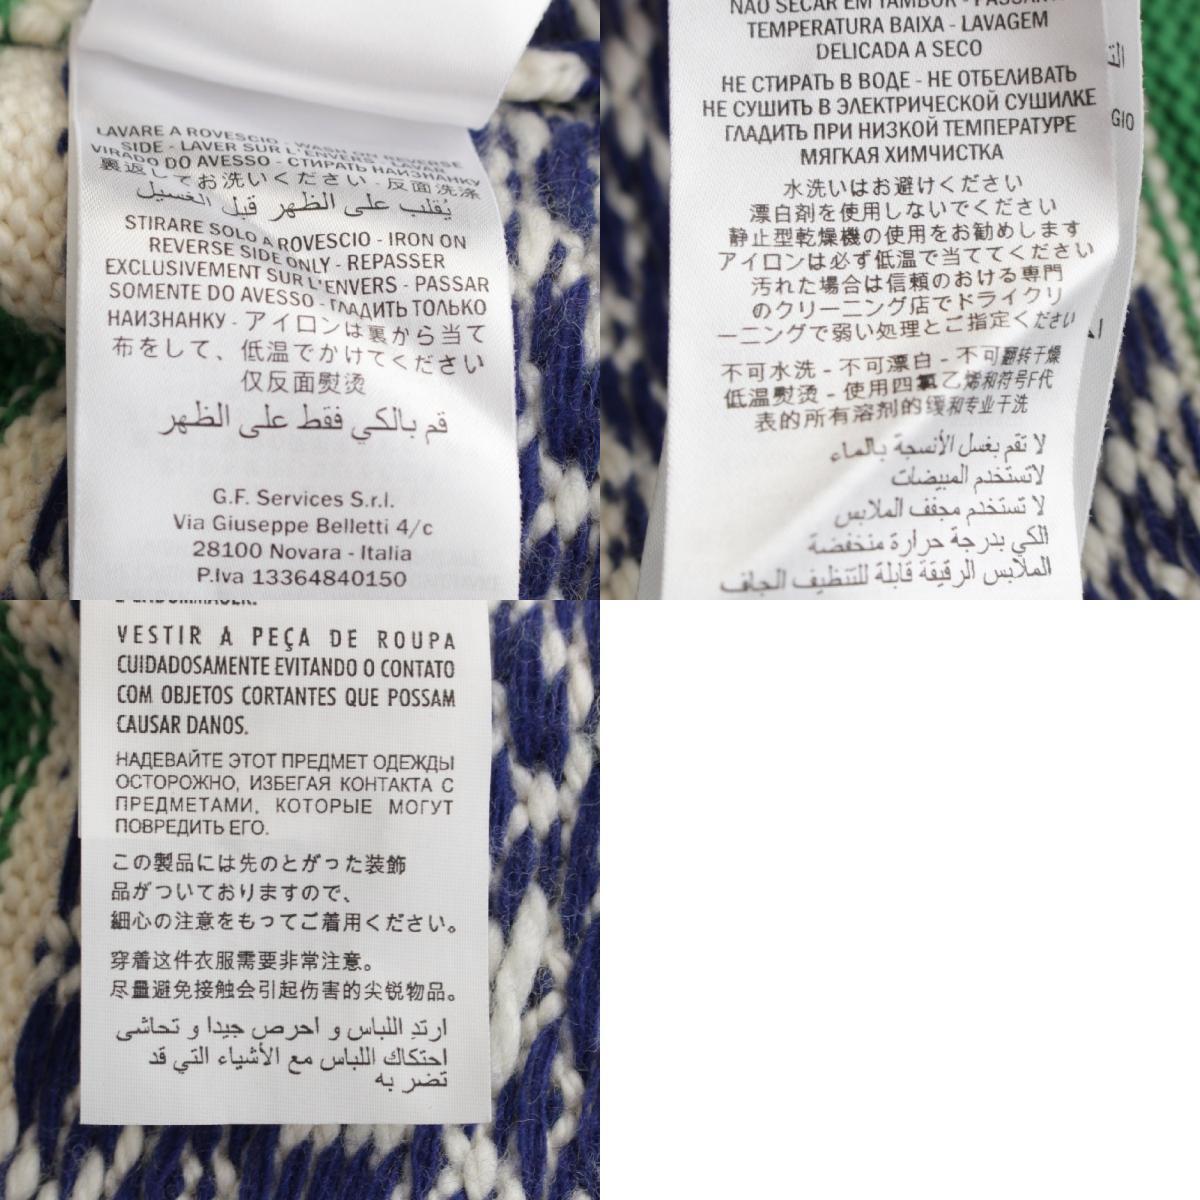 LAVARE A ROVESCIO - WASH ON REVERSE
SIDE - LAVER SUR L'ENVERS - LAVAR
VIRADO DO AVESSO - СТИРАТЬ НАИЗНАНКУ
裏返してお洗いください - 反面洗涤
يُقلب على الظهر قبل الغسيل
STIRARE SOLO A ROVESCIO - IRON ON
REVERSE SIDE ONLY - REPASSER
EXCLUSIVEMENT SUR L'ENVERS - PASSAR
SOMENTE DO AVESSO - ГЛАДИТЬ ТОЛЬКО
НАИЗНАНКУ - アイロンは裏から当て
布をして、低温でかけてください
仅反面熨烫
قم بالكي فقط على الظهر
G.F. Services S.r.l.
Via Giuseppe Belletti 4/c
28100 Novara - Italia
P.Iva 13364840150
NÃO SECAR EM TAMBOR -
TEMPERATURA BAIXA - LAVAGEM
DELICADA A SECO
НЕ СТИРАТЬ В ВОДЕ - НЕ ОТБЕЛИВАТЬ
НЕ СУШИТЬ В ЭЛЕКТРИЧЕСКОЙ СУШИЛКЕ
ГЛАДИТЬ ПРИ НИЗКОЙ ТЕМПЕРАТУРЕ
МЯГКАЯ ХИМЧИСТКА
水洗いはお避けください
漂白剤を使用しないでください
静止型乾燥機の使用をお勧めします
アイロンは必ず低温で当ててください
汚れた場合は信頼のおける専門
のクリーニング店でドライクリ
ーニングで弱い処理とご指定ください
不可水洗 - 不可漂白 - 不可翻转干燥
低温熨烫 - 使用四氯乙烯和符号F代
表的所有溶剂的缓和专业干洗
لا تقم بغسل الأنسجة بالماء
لاتستخدم المبيضات
لا تستخدم مجفف الملابس
الكي بدرجة حرارة منخفضة
الملابس الرقيقة قابلة للتنظيف الجاف
GIO
VESTIR A PEÇA DE ROUPA
CUIDADOSAMENTE EVITANDO O CONTATO
COM OBJETOS CORTANTES QUE POSSAM
CAUSAR DANOS.
НАДЕВАЙТЕ ЭТОТ ПРЕДМЕТ ОДЕЖДЫ
ОСТОРОЖНО, ИЗБЕГАЯ КОНТАКТА С
ПРЕДМЕТАМИ, КОТОРЫЕ МОГУТ
ПОВРЕДИТЬ ЕГО.
この製品には先のとがった装飾
品がついておりますので、
細心の注意をもってご着用ください。
穿着这件衣服需要非常注意。
尽量避免接触会引起伤害的尖锐物品。
ارتدِ اللباس و احرص جيدا و تحاشى
احتكاك اللباس مع الأشياء التي قد
تضر به